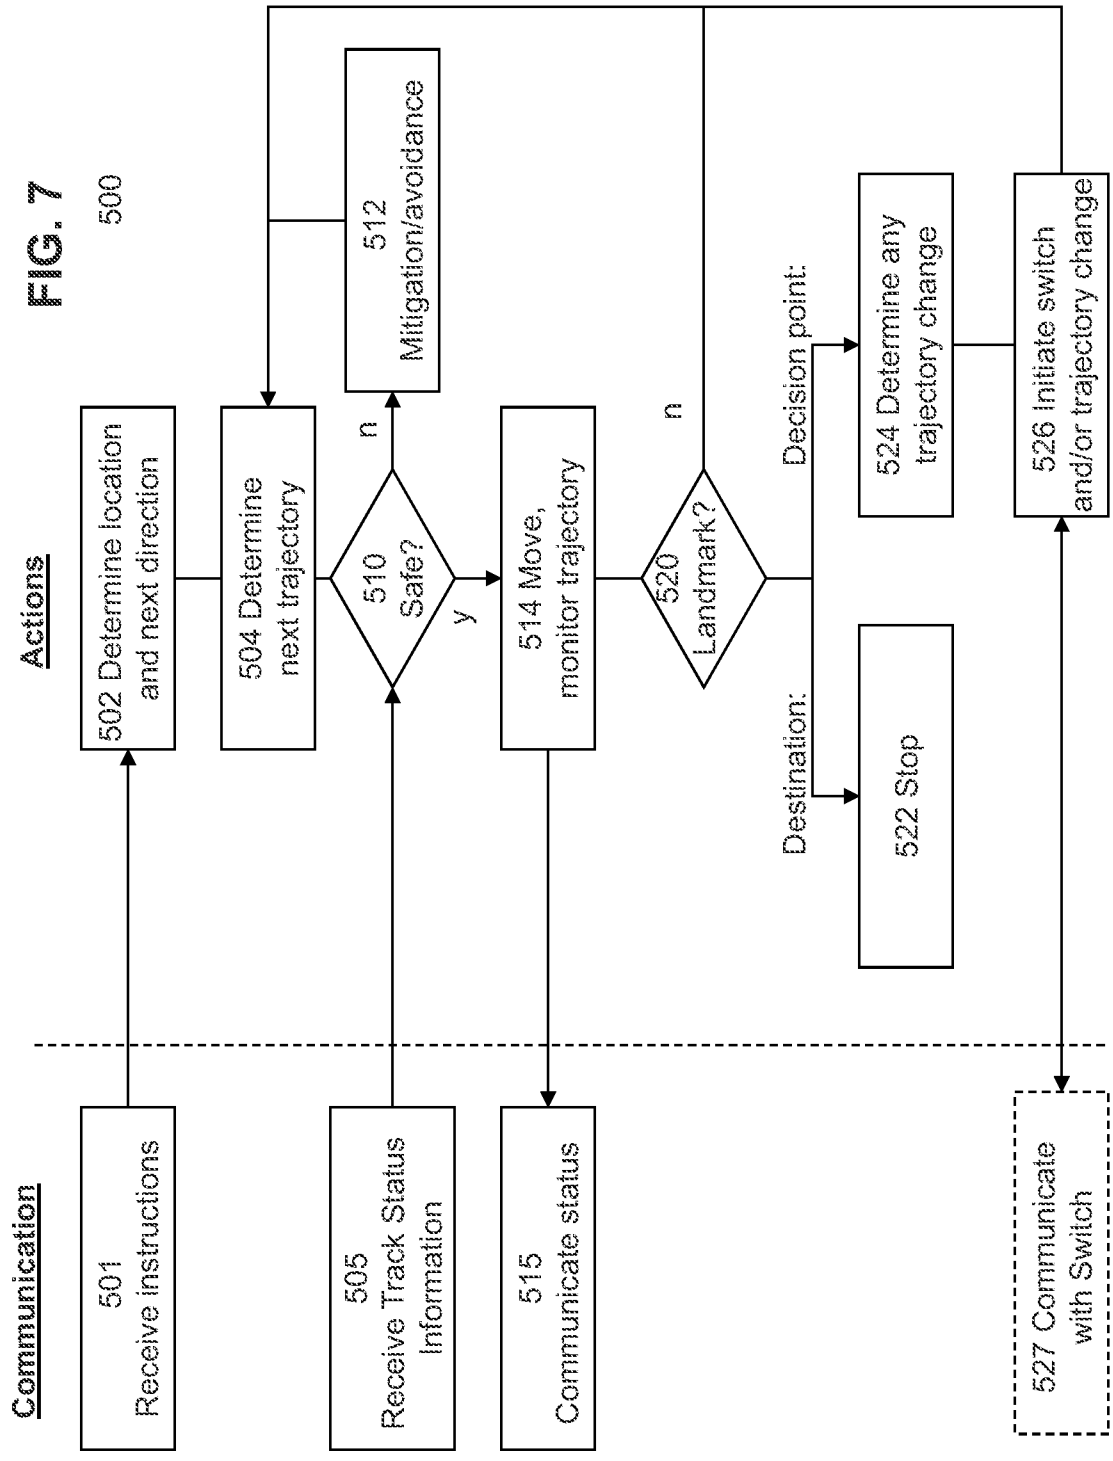 FIG. 7
500
Communication
Actions
501
Receive instructions
502 Determine location
and next direction
504 Determine
next trajectory
505
Receive Track Status
Information
510
Safe?
n
512
Mitigation/avoidance
y
515
Communicate status
514 Move,
monitor trajectory
520
Landmark?
n
Destination:
Decision point:
522 Stop
524 Determine any
trajectory change
527 Communicate
with Switch
526 Initiate switch
and/or trajectory change